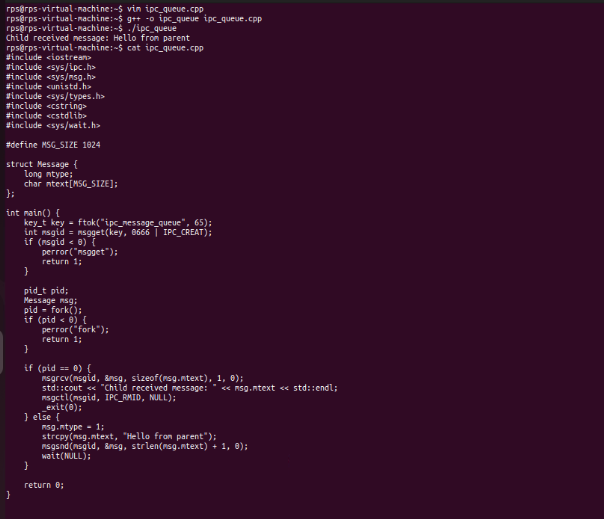 rps@rps-virtual-machine:~$ vim ipc_queue.cpp
rps@rps-virtual-machine:~$ g++ -o ipc_queue ipc_queue.cpp
rps@rps-virtual-machine:~$ ./ipc_queue
Child received message: Hello from parent
rps@rps-virtual-machine:~$ cat ipc_queue.cpp
#include <iostream>
#include <sys/ipc.h>
#include <sys/msg.h>
#include <unistd.h>
#include <sys/types.h>
#include <cstring>
#include <cstdlib>
#include <sys/wait.h>

#define MSG_SIZE 1024

struct Message {
    long mtype;
    char mtext[MSG_SIZE];
};

int main() {
    key_t key = ftok("ipc_message_queue", 65);
    int msgid = msgget(key, 0666 | IPC_CREAT);
    if (msgid < 0) {
        perror("msgget");
        return 1;
    }

    pid_t pid;
    Message msg;
    pid = fork();
    if (pid < 0) {
        perror("fork");
        return 1;
    }

    if (pid == 0) {
        msgrcv(msgid, &msg, sizeof(msg.mtext), 1, 0);
        std::cout << "Child received message: " << msg.mtext << std::endl;
        msgctl(msgid, IPC_RMID, NULL);
        _exit(0);
    } else {
        msg.mtype = 1;
        strcpy(msg.mtext, "Hello from parent");
        msgsnd(msgid, &msg, strlen(msg.mtext) + 1, 0);
        wait(NULL);
    }

    return 0;
}